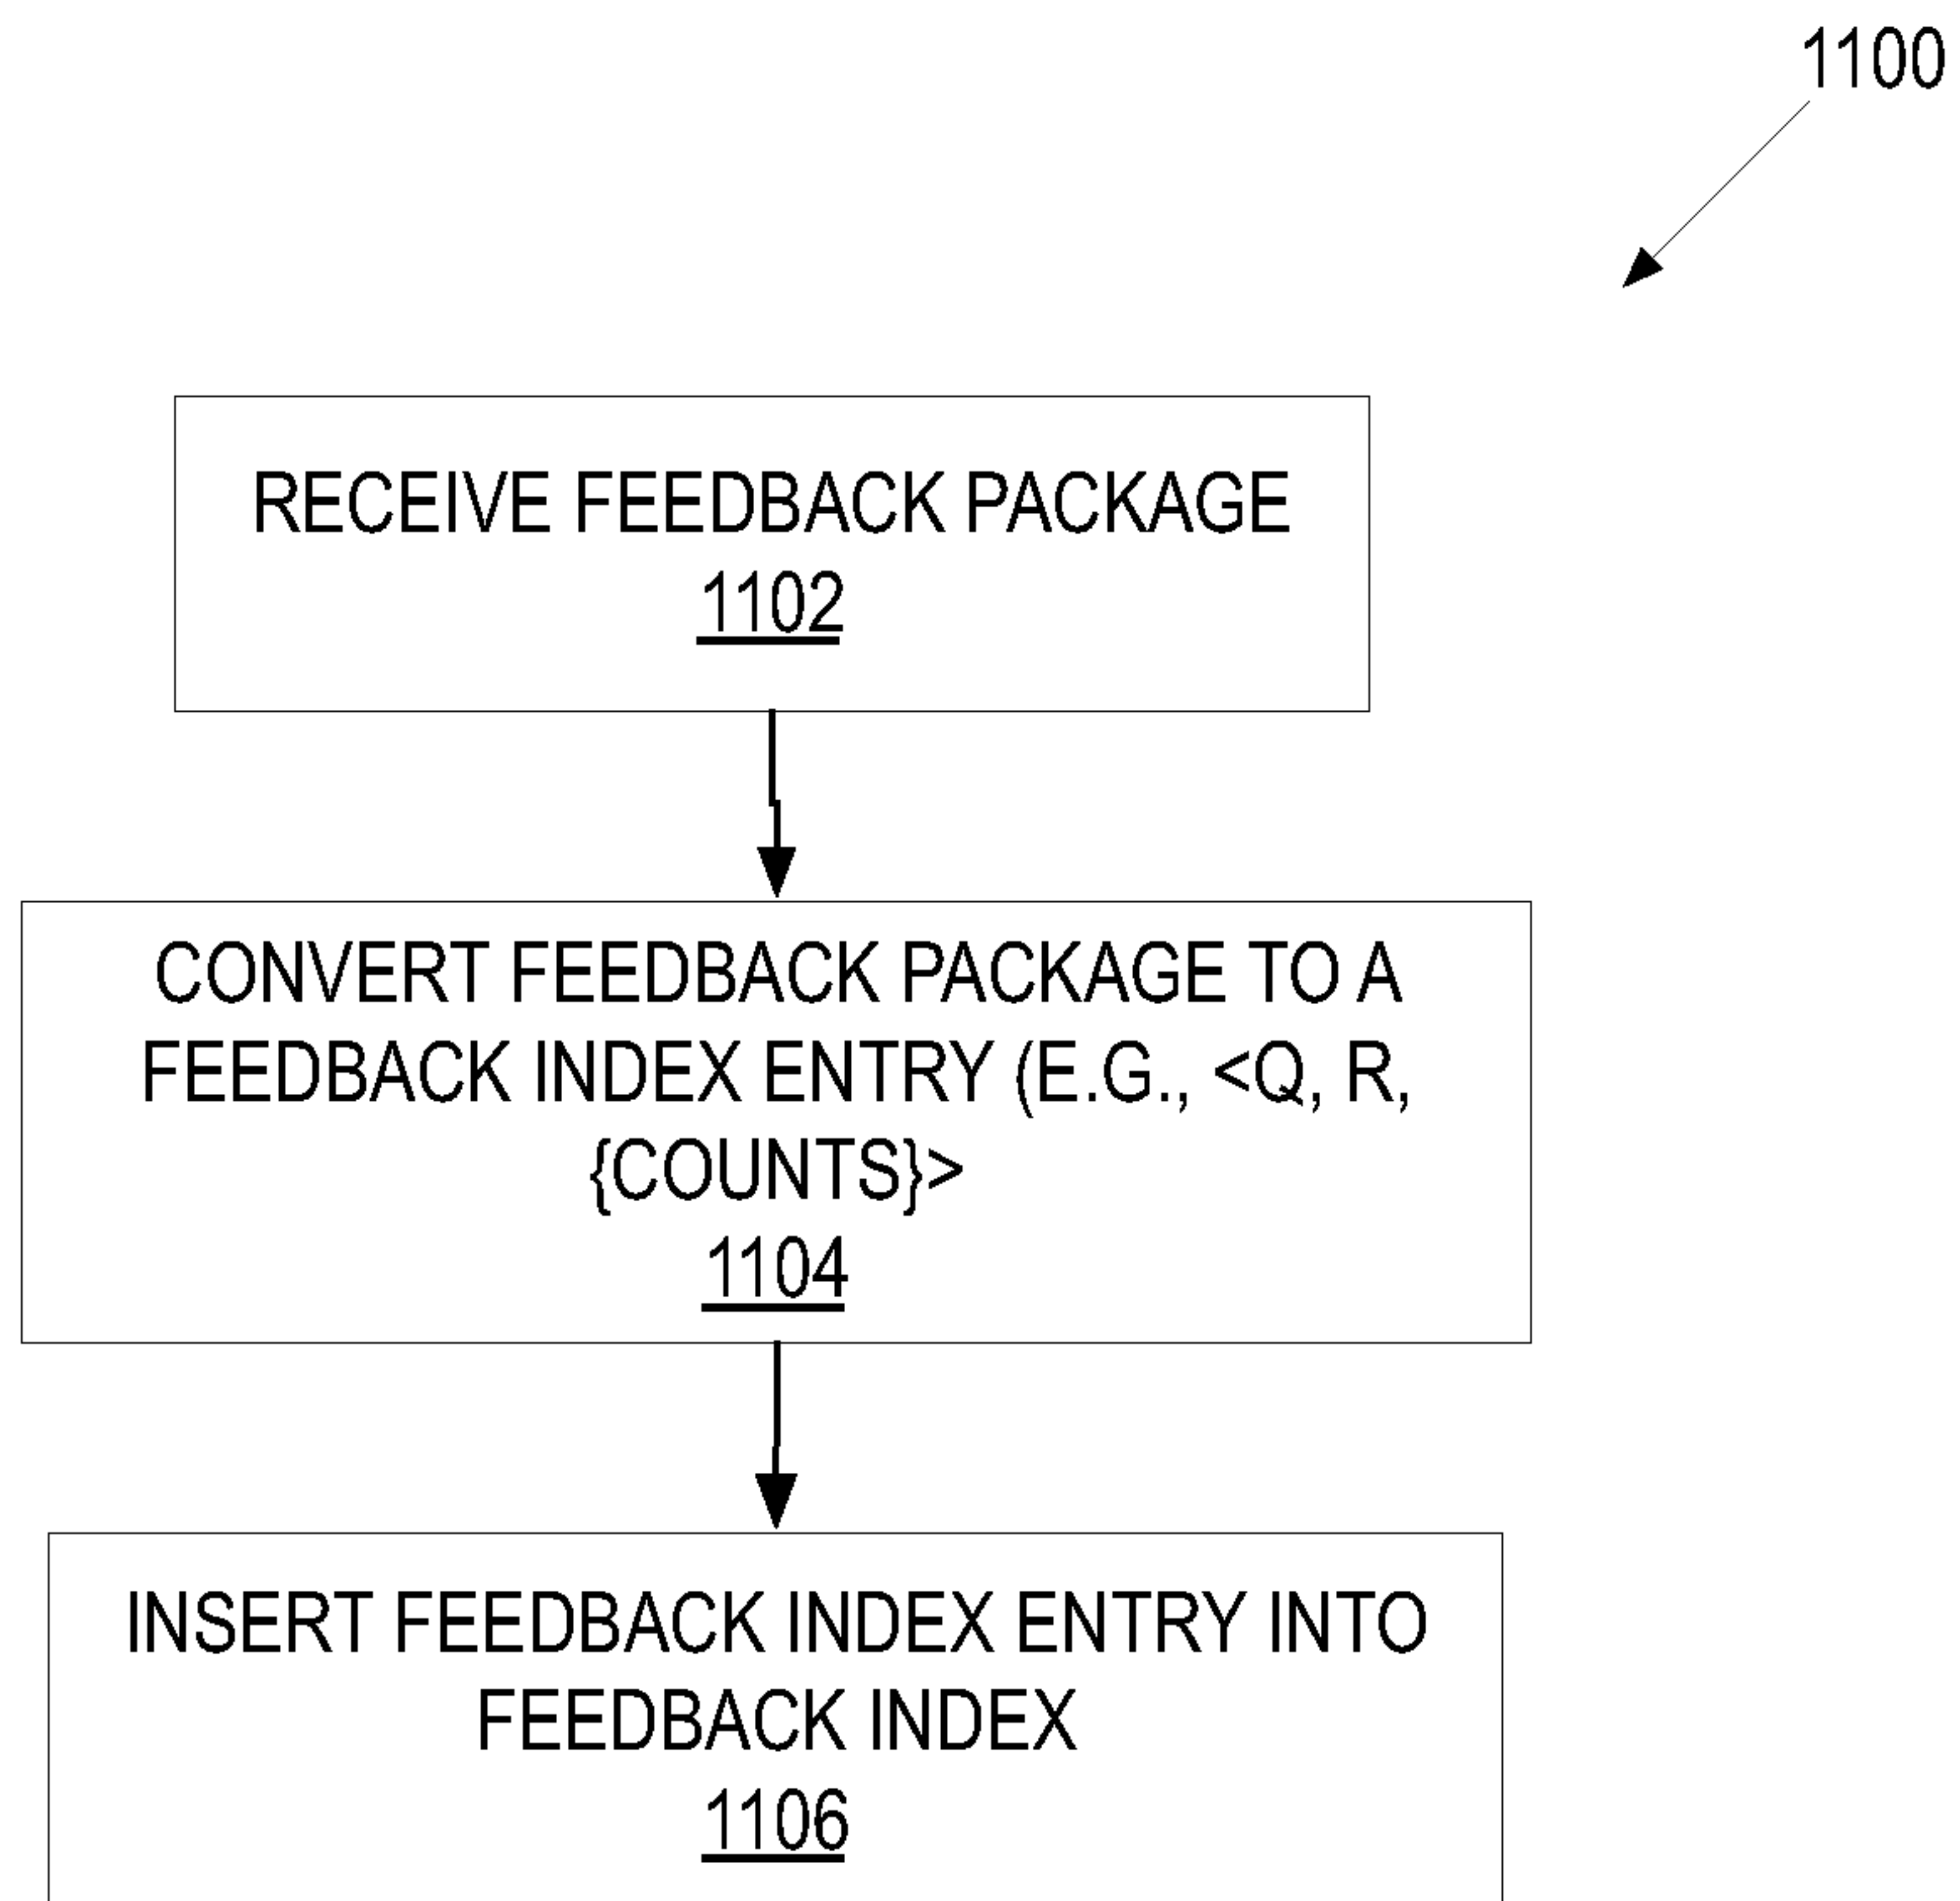 1100
RECEIVE FEEDBACK PACKAGE
1102
CONVERT FEEDBACK PACKAGE TO A
FEEDBACK INDEX ENTRY (E.G., <Q, R,
{COUNTS}>
1104
INSERT FEEDBACK INDEX ENTRY INTO
FEEDBACK INDEX
1106